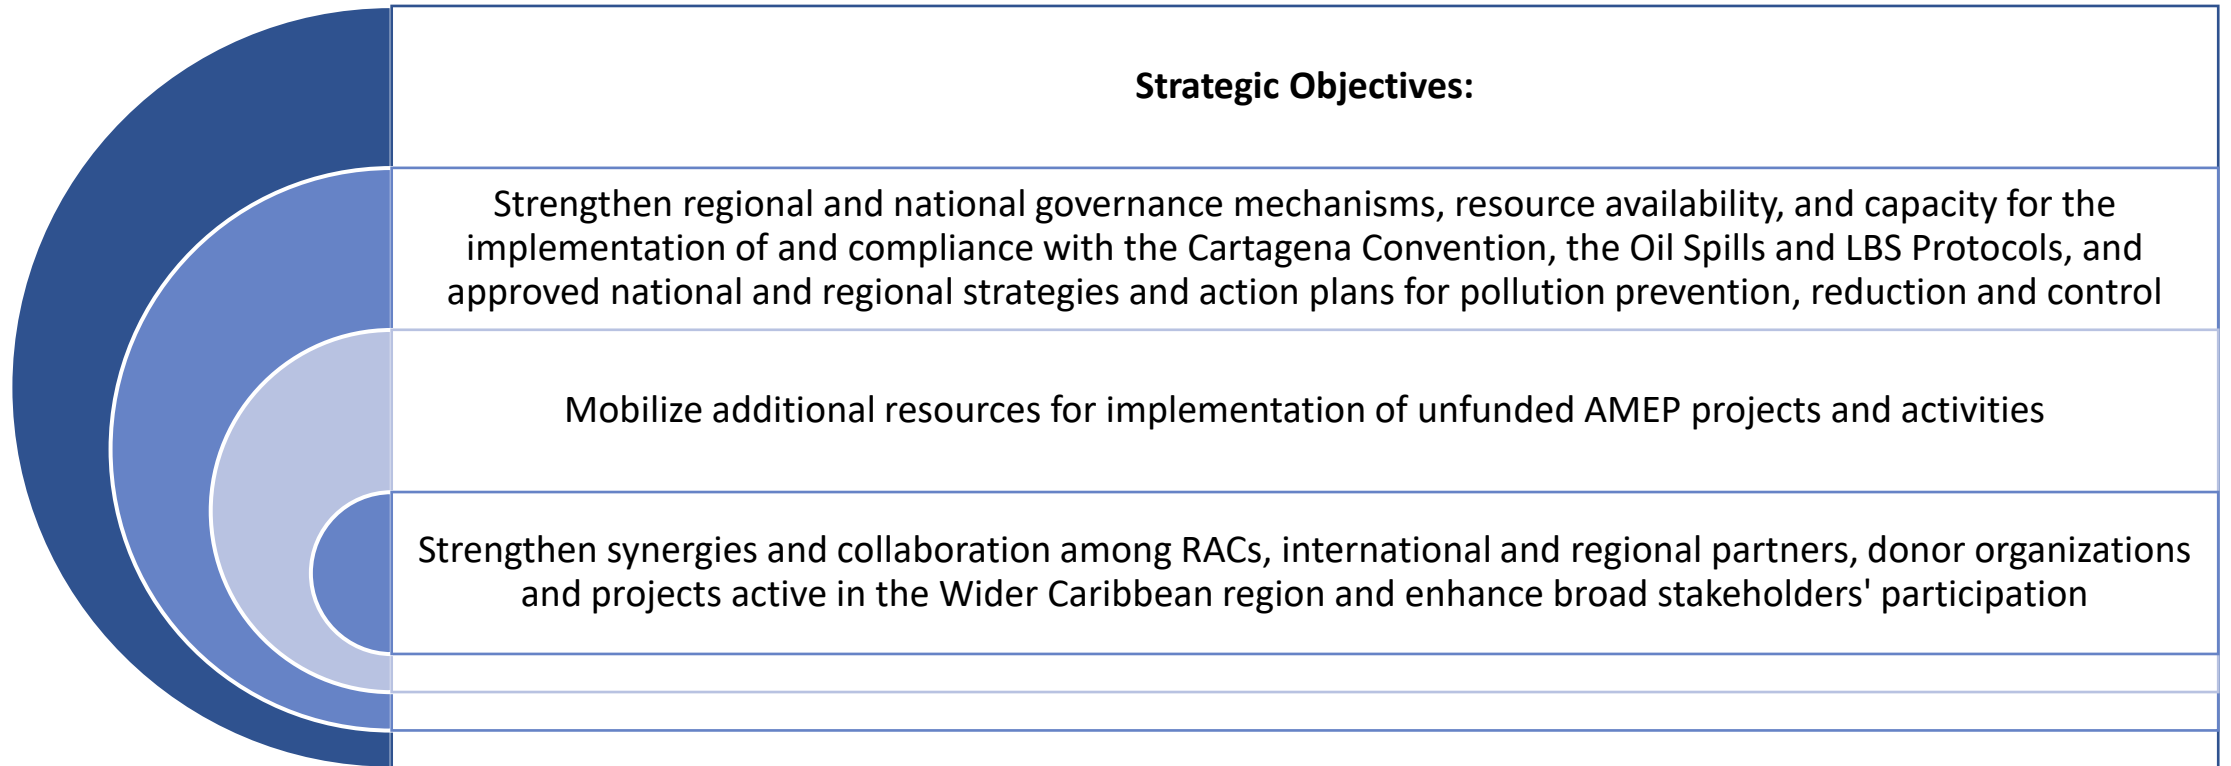 Strategic Objectives:
Strengthen regional and national governance mechanisms, resource availability, and capacity for the
implementation of and compliance with the Cartagena Convention, the Oil Spills and LBS Protocols, and
approved national and regional strategies and action plans for pollution prevention, reduction and control
Mobilize additional resources for implementation of unfunded AMEP projects and activities
Strengthen synergies and collaboration among RACs, international and regional partners, donor organizations
and projects active in the Wider Caribbean region and enhance broad stakeholders' participation